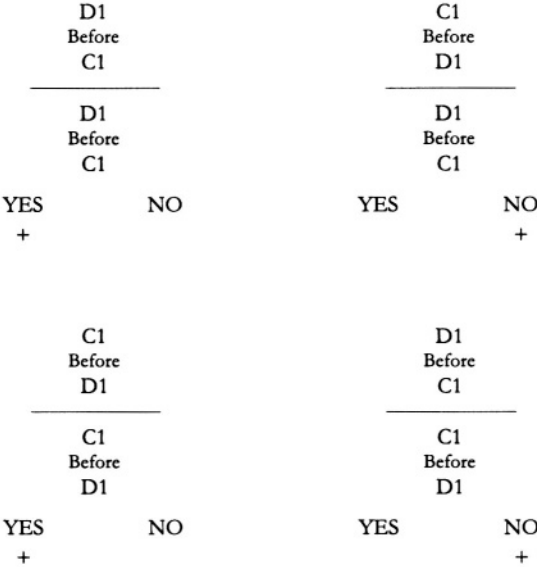 D1
Before
C1
D1
Before
C1
YES NO
+
C1
Before
D1
D1
Before
C1
YES NO
+
C1
Before
D1
C1
Before
D1
YES NO
+
D1
Before
C1
C1
Before
D1
YES NO
+